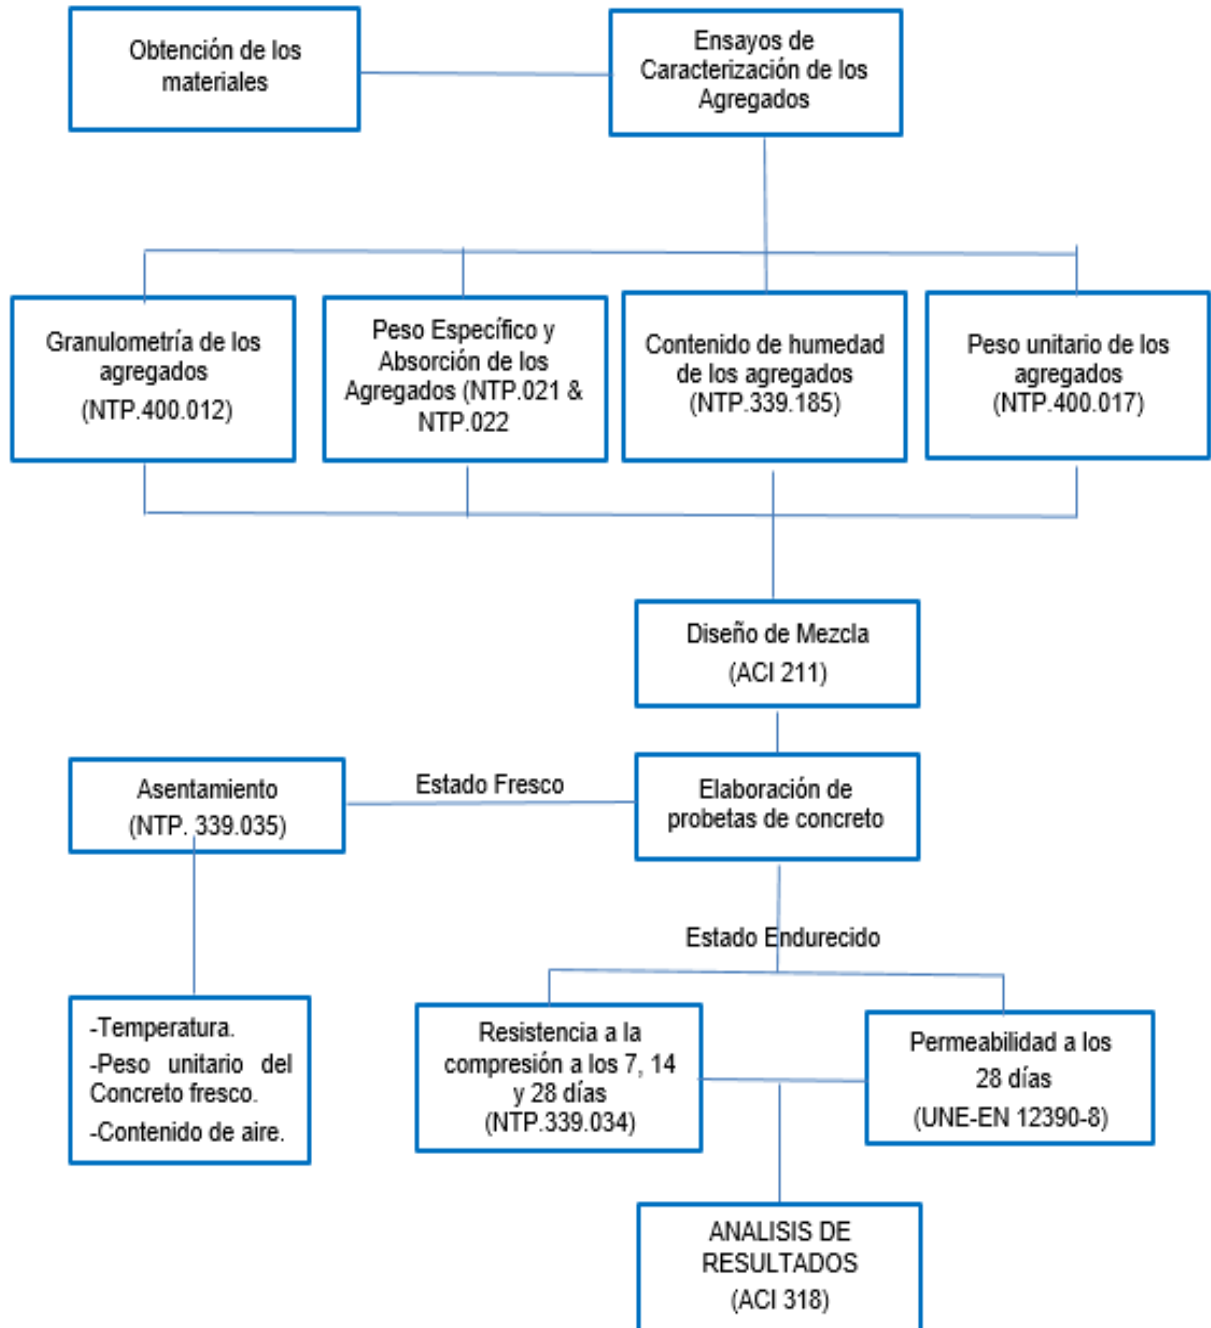 Obtención de los
materiales
Ensayos de
Caracterización de los
Agregados
Granulometría de los
agregados
(NTP.400.012)
Peso Específico y
Absorción de los
Agregados (NTP.021 &
NTP.022
Contenido de humedad
de los agregados
(NTP.339.185)
Peso unitario de los
agregados
(NTP.400.017)
Diseño de Mezcla
(ACI 211)
Asentamiento
(NTP. 339.035)
Estado Fresco
Elaboración de
probetas de concreto
Estado Endurecido
-Temperatura.
-Peso unitario del
Concreto fresco.
-Contenido de aire.
Resistencia a la
compresión a los 7, 14
y 28 días
(NTP.339.034)
Permeabilidad a los
28 días
(UNE-EN 12390-8)
ANALISIS DE
RESULTADOS
(ACI 318)